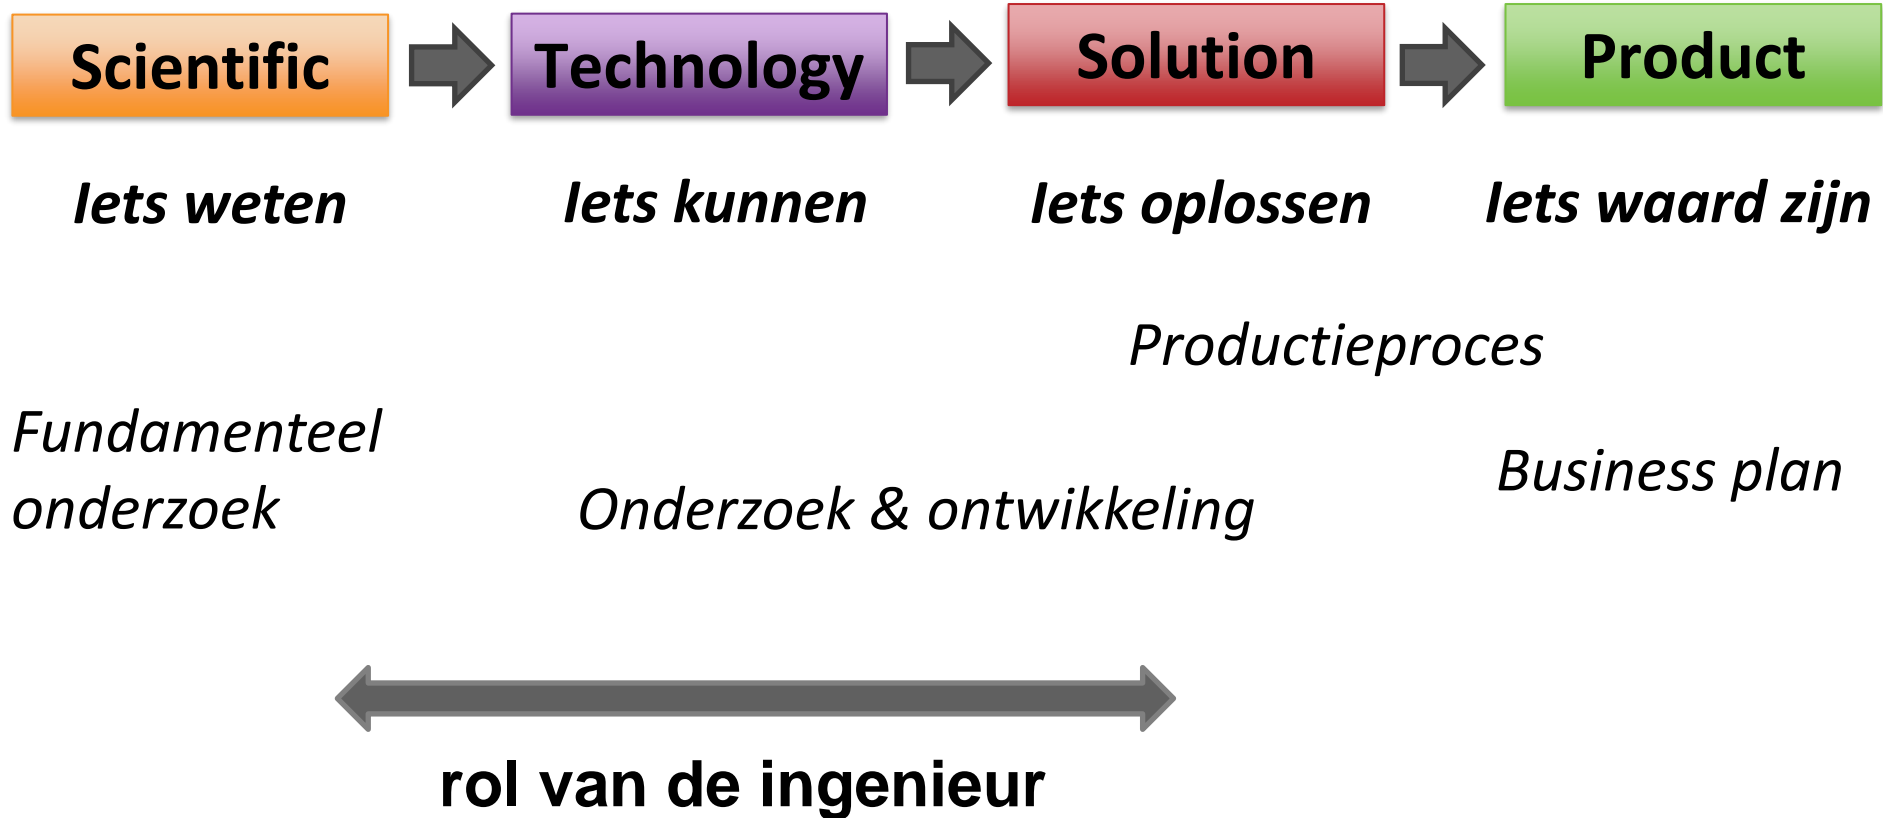 Scientific
Technology
Solution
Product
Iets weten
Iets kunnen
Iets oplossen
Iets waard zijn
Productieproces
Fundamenteel
onderzoek
Business plan
Onderzoek & ontwikkeling
rol van de ingenieur